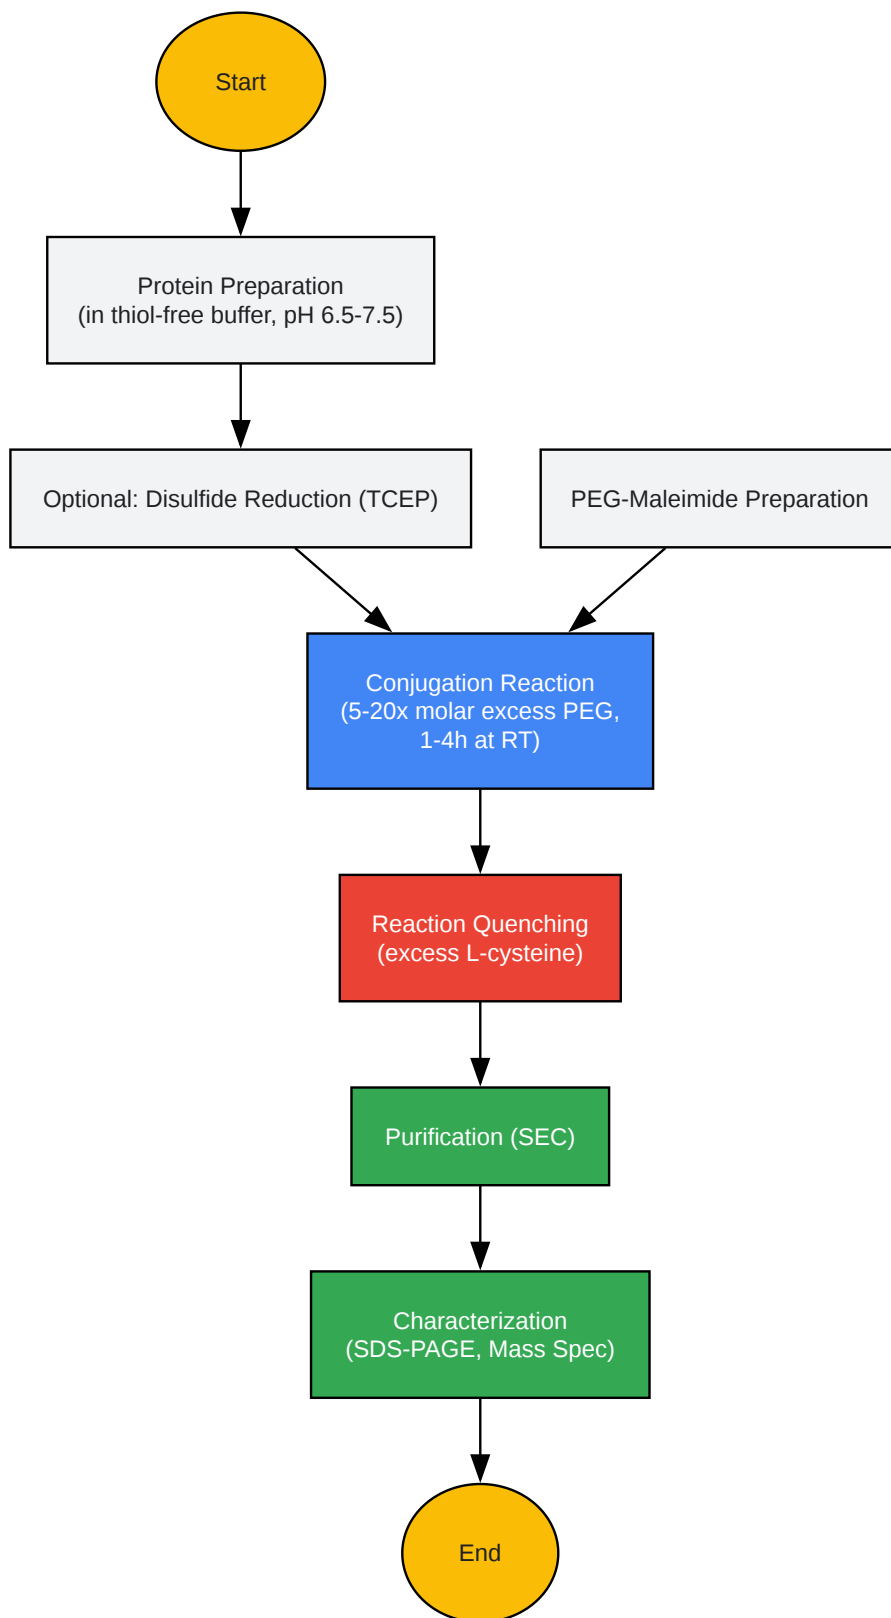 Start
Protein Preparation
(in thiol-free buffer, pH 6.5-7.5)
Optional: Disulfide Reduction (TCEP)
PEG-Maleimide Preparation
Conjugation Reaction
(5-20x molar excess PEG,
1-4h at RT)
Reaction Quenching
(excess L-cysteine)
Purification (SEC)
Characterization
(SDS-PAGE, Mass Spec)
End